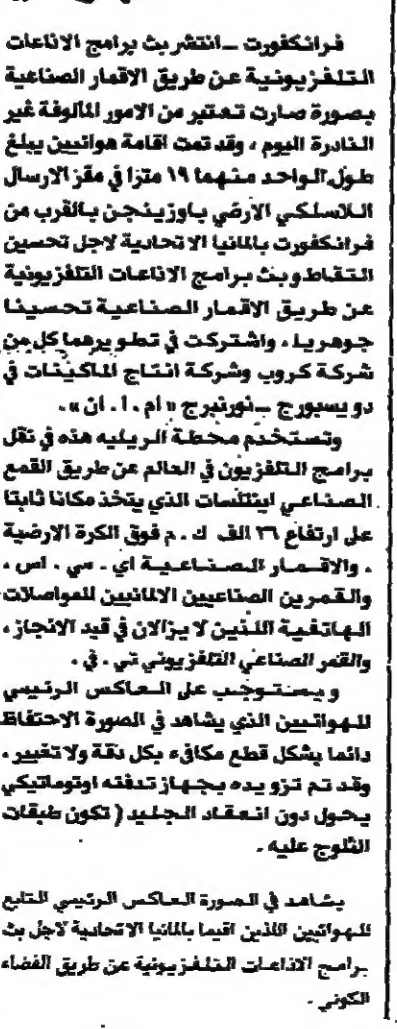 فرانكفورت _ انتشر بث برامج الاذاعات
التلفزيونية عن طريق الاقمار الصناعية
بصورة صارت تعتبر من الامور المألوفة غير
النادرة اليوم ، وقد تمت اقامة هوائيين يبلغ
طول الواحد منهما ١٩ مترا في مقر الارسال
اللاسلكي الارضي باوزينجن بالقرب من
فرانكفورت بالمانيا الاتحادية لاجل تحسين
التقاط وبث برامج الاذاعات التلفزيونية
عن طريق الاقمار الصناعية تحسينا
جوهريا ، واشتركت في تطويرهما كل من
شركة كروب وشركة انتاج الماكينات في
دويسبورج _ نورنبرج « ام . ا . ان » .
وتستخدم محطة الريليه هذه في نقل
برامج التلفزيون في العالم عن طريق القمع
الصناعي اينتلسات الذي يتخذ مكانا ثابتا
على ارتفاع ٣٦ الف ك . م فوق الكرة الارضية
، والاقمار الصناعية اي . سي . اس ،
والقمرين الصناعيين الالمانيين للمواصلات
الهاتفية اللذين لا يزالان في قيد الانجاز ،
والقمر الصناعي التلفزيوني تي . في .
ويستوجب على العاكس الرئيسي
للهوائيين الذي يشاهد في الصورة الاحتفاظ
دائما بشكل قطع مكافىء بكل دقة ولا تغيير .
وقد تم تزويده بجهاز تدفئه اوتوماتيكي
يحول دون انعقاد الجليد ( تكون طبقات
الثلوج عليه .
يشاهد في الصورة العاكس الرئيسي التابع
للهوائيين اللذين اقيما بالمانيا الاتحادية لاجل بث
برامج الاذاعات التلفزيونية عن طريق الفضاء
الكوني .